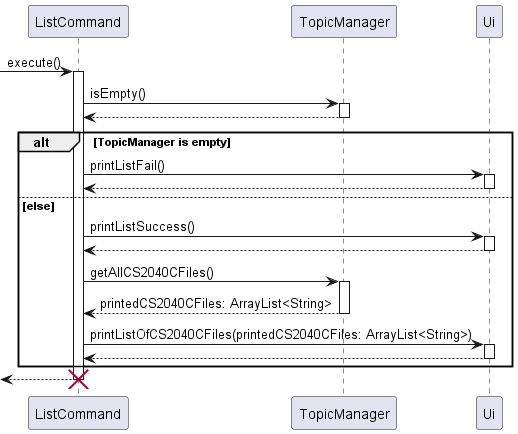 ListCommand TopicManager Ui
execute()
isEmpty()
alt [TopicManager is empty]
printListFail()
[else]
printListSuccess()
getAllCS2040CFiles()
printedCS2040CFiles: ArrayList<String>
printListOfCS2040CFiles(printedCS2040CFiles: ArrayList<String>)
ListCommand TopicManager Ui